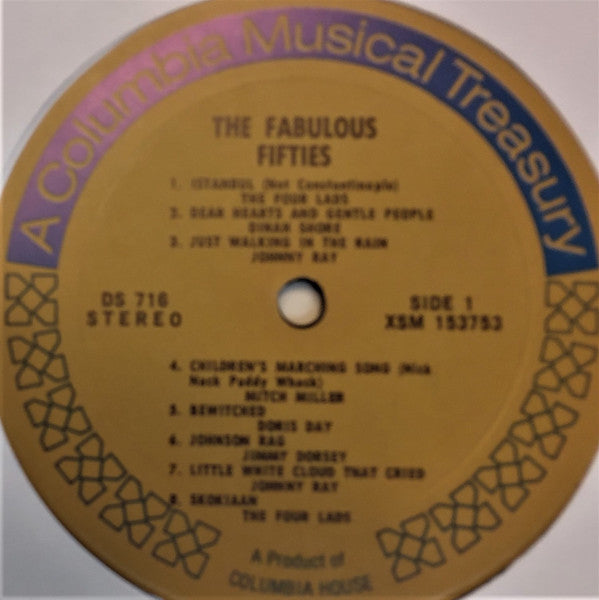 A Columbia Musical Treasury
THE FABULOUS
FIFTIES
1. ISTANBUL (Not Constantinople)
THE FOUR LADS
2. DEAR HEARTS AND GENTLE PEOPLE
DINAH SHORE
3. JUST WALKING IN THE RAIN
JOHNNY RAY
DS 716
STEREO
SIDE 1
XSM 153753
4. CHILDREN'S MARCHING SONG (Nick
Nack Paddy Whack)
MITCH MILLER
5. BEWITCHED
DORIS DAY
6. JOHNSON RAG
JIMMY DORSEY
7. LITTLE WHITE CLOUD THAT CRIED
JOHNNY RAY
8. SKOKIAAN
THE FOUR LADS
A Product of
COLUMBIA HOUSE